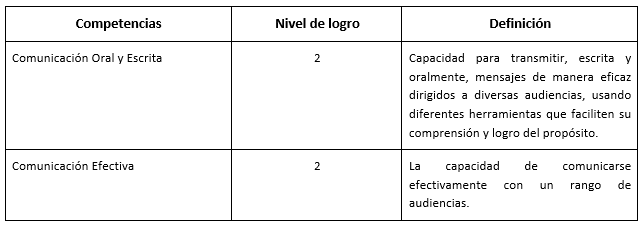 Competencias Nivel de logro Definición
Comunicación Oral y Escrita 2 Capacidad para transmitir, escrita y
oralmente, mensajes de manera eficaz
dirigidos a diversas audiencias, usando
diferentes herramientas que faciliten su
comprensión y logro del propósito.
Comunicación Efectiva 2 La capacidad de comunicarse
efectivamente con un rango de
audiencias.